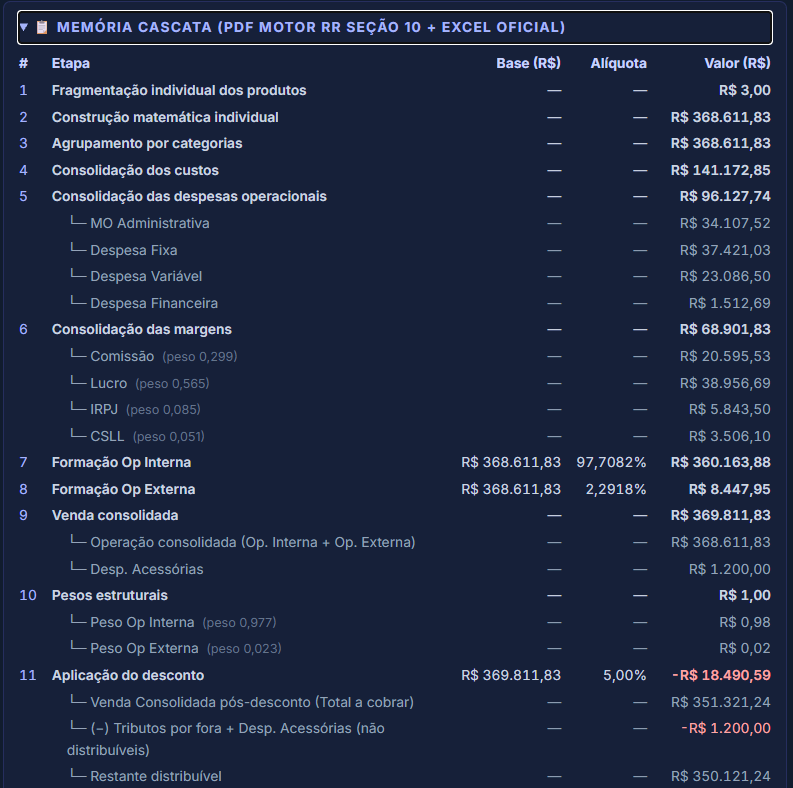 ▼ 📋 MEMÓRIA CASCATA (PDF MOTOR RR SEÇÃO 10 + EXCEL OFICIAL)
# Etapa Base (R$) Alíquota Valor (R$)
1 Fragmentação individual dos produtos — — R$ 3,00
2 Construção matemática individual — — R$ 368.611,83
3 Agrupamento por categorias — — R$ 368.611,83
4 Consolidação dos custos — — R$ 141.172,85
5 Consolidação das despesas operacionais — — R$ 96.127,74
└─ MO Administrativa — — R$ 34.107,52
└─ Despesa Fixa — — R$ 37.421,03
└─ Despesa Variável — — R$ 23.086,50
└─ Despesa Financeira — — R$ 1.512,69
6 Consolidação das margens — — R$ 68.901,83
└─ Comissão (peso 0,299) — — R$ 20.595,53
└─ Lucro (peso 0,565) — — R$ 38.956,69
└─ IRPJ (peso 0,085) — — R$ 5.843,50
└─ CSLL (peso 0,051) — — R$ 3.506,10
7 Formação Op Interna R$ 368.611,83 97,7082% R$ 360.163,88
8 Formação Op Externa R$ 368.611,83 2,2918% R$ 8.447,95
9 Venda consolidada — — R$ 369.811,83
└─ Operação consolidada (Op. Interna + Op. Externa) — — R$ 368.611,83
└─ Desp. Acessórias — — R$ 1.200,00
10 Pesos estruturais — — R$ 1,00
└─ Peso Op Interna (peso 0,977) — — R$ 0,98
└─ Peso Op Externa (peso 0,023) — — R$ 0,02
11 Aplicação do desconto R$ 369.811,83 5,00% -R$ 18.490,59
└─ Venda Consolidada pós-desconto (Total a cobrar) — — R$ 351.321,24
└─ (−) Tributos por fora + Desp. Acessórias (não — — -R$ 1.200,00
distribuíveis)
└─ Restante distribuível — — R$ 350.121,24